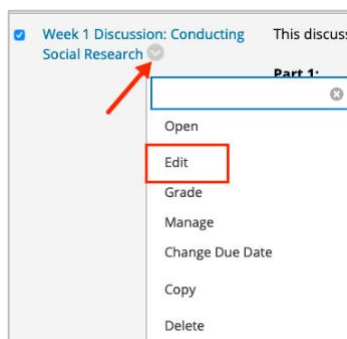 Week 1 Discussion: Conducting
Social Research
This discuss
Part 1:
Open
Edit
Grade
Manage
Change Due Date
Copy
Delete